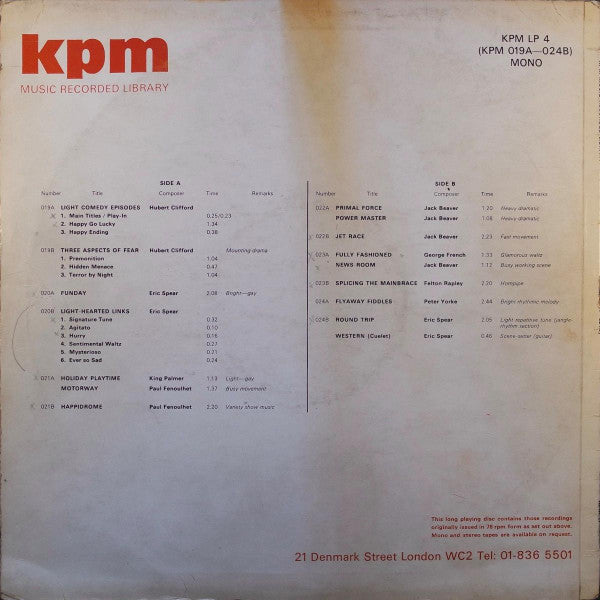 kpm
MUSIC RECORDED LIBRARY
KPM LP 4
(KPM 019A—024B)
MONO
SIDE A
Number Title Composer Time Remarks
019A LIGHT COMEDY EPISODES Hubert Clifford
1. Main Titles / Play-In 0.25/0.23
2. Happy Go Lucky 1.34
3. Happy Ending 0.38
019B THREE ASPECTS OF FEAR Hubert Clifford Mounting drama
1. Premonition 1.04
2. Hidden Menace 0.47
3. Terror by Night 1.04
020A FUNDAY Eric Spear 2.08 Bright—gay
020B LIGHT-HEARTED LINKS Eric Spear
1. Signature Tune 0.32
2. Agitato 0.10
3. Hurry 0.16
4. Sentimental Waltz 0.27
5. Mysterioso 0.21
6. Ever so Sad 0.24
021A HOLIDAY PLAYTIME King Palmer 1.13 Light—gay
MOTORWAY Paul Fenoulhet 1.37 Busy movement
021B HAPPIDROME Paul Fenoulhet 2.20 Variety show music
SIDE B
Number Title Composer Time Remarks
022A PRIMAL FORCE Jack Beaver 1.20 Heavy dramatic
POWER MASTER Jack Beaver 1.08 Heavy dramatic
022B JET RACE Jack Beaver 2.23 Fast movement
023A FULLY FASHIONED George French 1.33 Glamorous waltz
NEWS ROOM Jack Beaver 1.12 Busy working scene
023B SPLICING THE MAINBRACE Felton Rapley 2.20 Hornpipe
024A FLYAWAY FIDDLES Peter Yorke 2.44 Bright rhythmic melody
024B ROUND TRIP Eric Spear 2.05 Light repetitive tune (jingle-
rhythm section)
WESTERN (Cuelet) Eric Spear 0.46 Scene-setter (guitar)
This long playing disc contains those recordings
originally issued in 78 rpm form as set out above.
Mono and stereo tapes are available on request.
21 Denmark Street London WC2 Tel: 01-836 5501